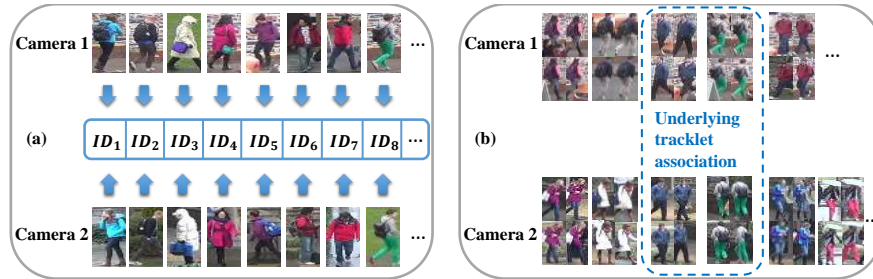 Camera 1
...
(a)
ID1 ID2 ID3 ID4 ID5 ID6 ID7 ID8 ...
Camera 2
...
Camera 1
...
(b)
Underlying
tracklet
association
Camera 2
...